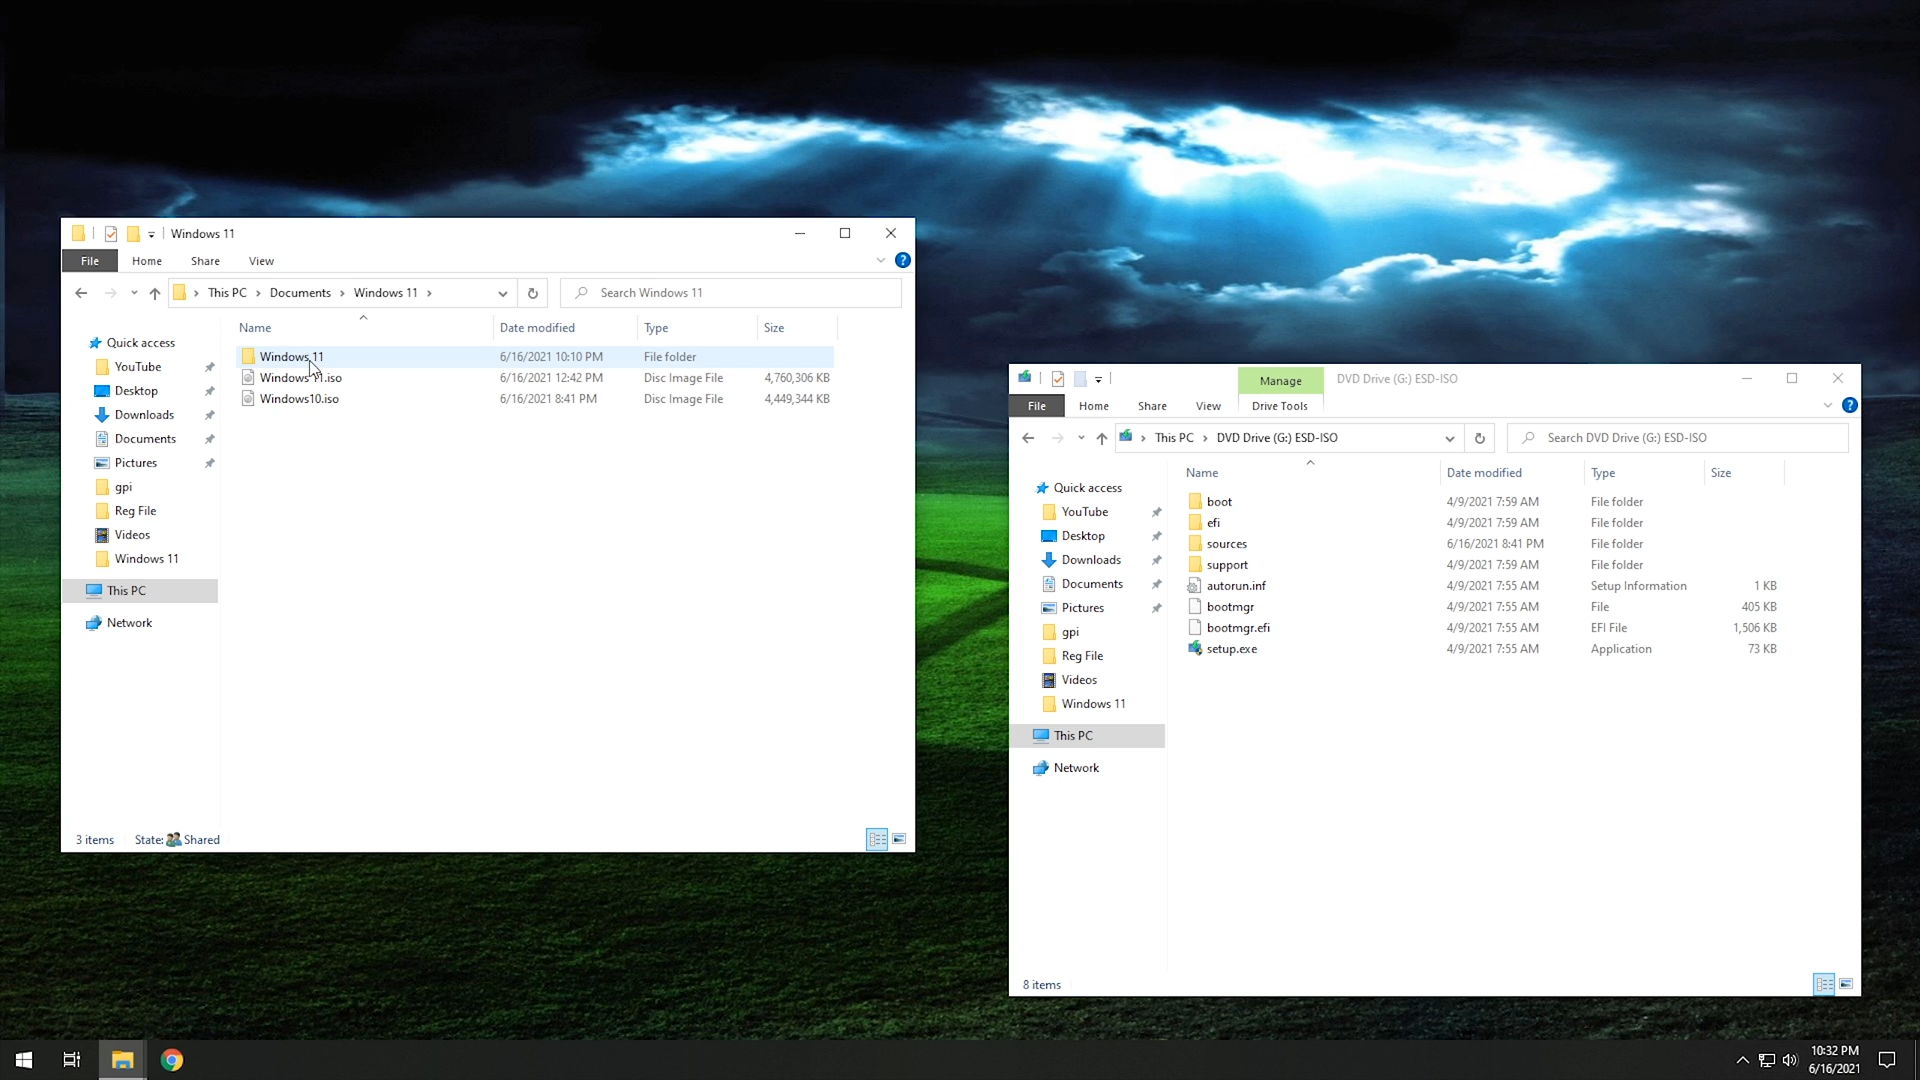 Windows 11
File Home Share View
This PC Documents Windows 11
Search Windows 11
Name Date modified Type Size
Windows 11 6/16/2021 10:10 PM File folder
Windows 11.iso 6/16/2021 12:42 PM Disc Image File 4,760,306 KB
Windows10.iso 6/16/2021 8:41 PM Disc Image File 4,449,344 KB
Quick access
YouTube
Desktop
Downloads
Documents
Pictures
gpi
Reg File
Videos
Windows 11
This PC
Network
3 items State: Shared
Manage DVD Drive (G:) ESD-ISO
File Home Share View Drive Tools
This PC DVD Drive (G:) ESD-ISO
Search DVD Drive (G:) ESD-ISO
Name Date modified Type Size
boot 4/9/2021 7:59 AM File folder
efi 4/9/2021 7:59 AM File folder
sources 6/16/2021 8:41 PM File folder
support 4/9/2021 7:59 AM File folder
autorun.inf 4/9/2021 7:55 AM Setup Information 1 KB
bootmgr 4/9/2021 7:55 AM File 405 KB
bootmgr.efi 4/9/2021 7:55 AM EFI File 1,506 KB
setup.exe 4/9/2021 7:55 AM Application 73 KB
Quick access
YouTube
Desktop
Downloads
Documents
Pictures
gpi
Reg File
Videos
Windows 11
This PC
Network
8 items
10:32 PM
6/16/2021